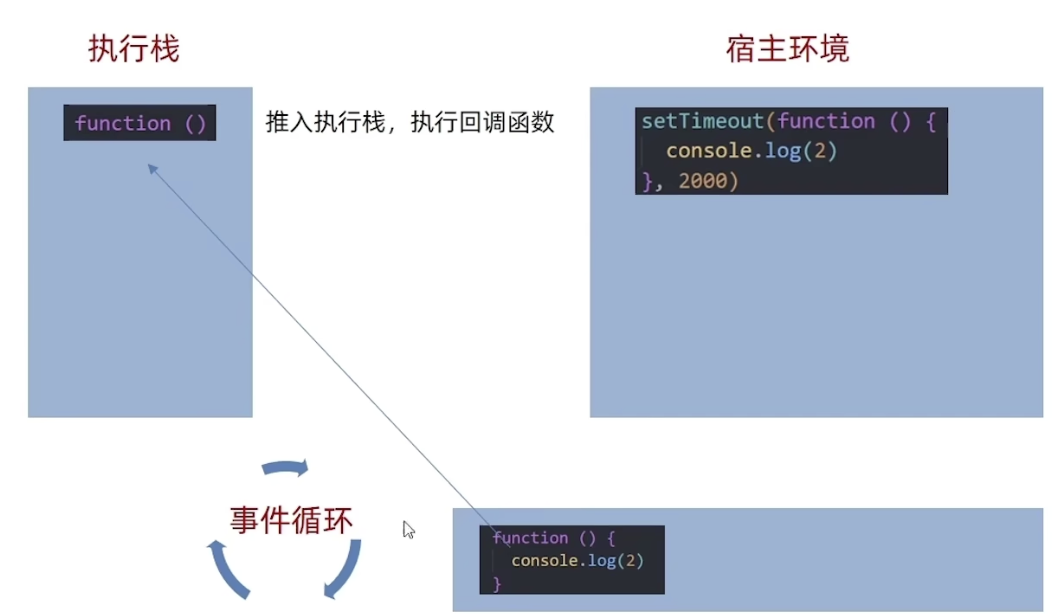 执行栈
宿主环境
function ()
推入执行栈，执行回调函数
setTimeout(function () {
console.log(2)
}, 2000)
事件循环
function () {
console.log(2)
}